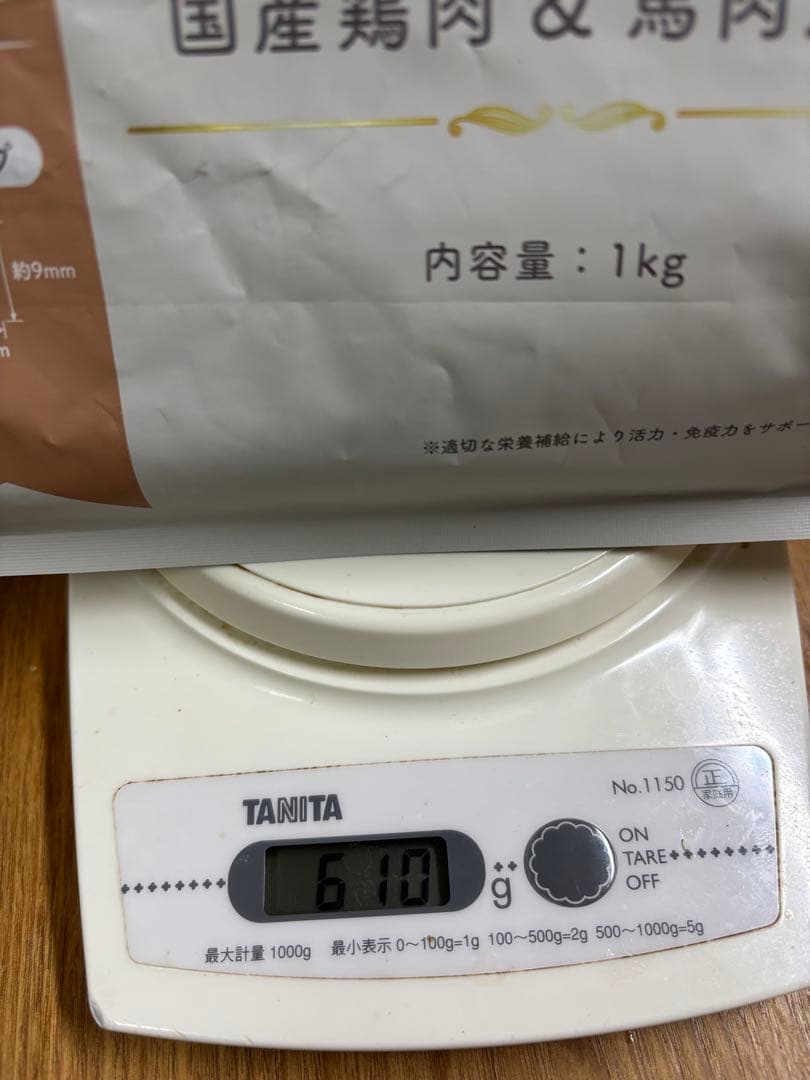 国産鶏肉 & 馬肉
プ
内容量：1kg
約9mm
※適切な栄養補給により活力・免疫力をサポー
TANITA
No.1150
正
家庭用
610
g
ON
TARE
OFF
最大計量 1000g 最小表示 0～100g=1g 100～500g=2g 500～1000g=5g